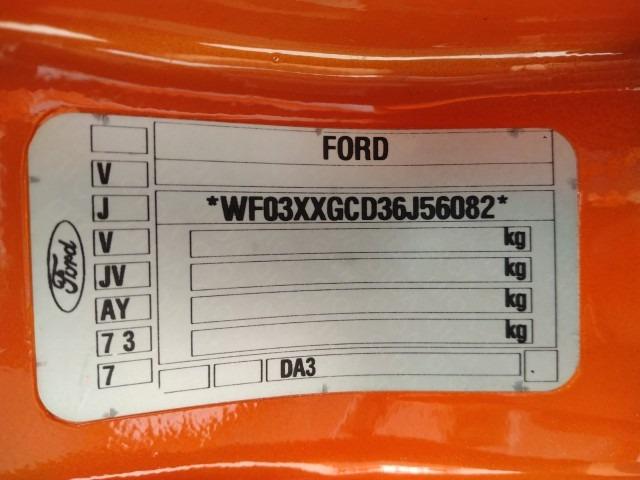 FORD
V
J
*WF03XXGCD36J56082*
V
kg
JV
kg
AY
kg
7 3
kg
7
DA3
Ford